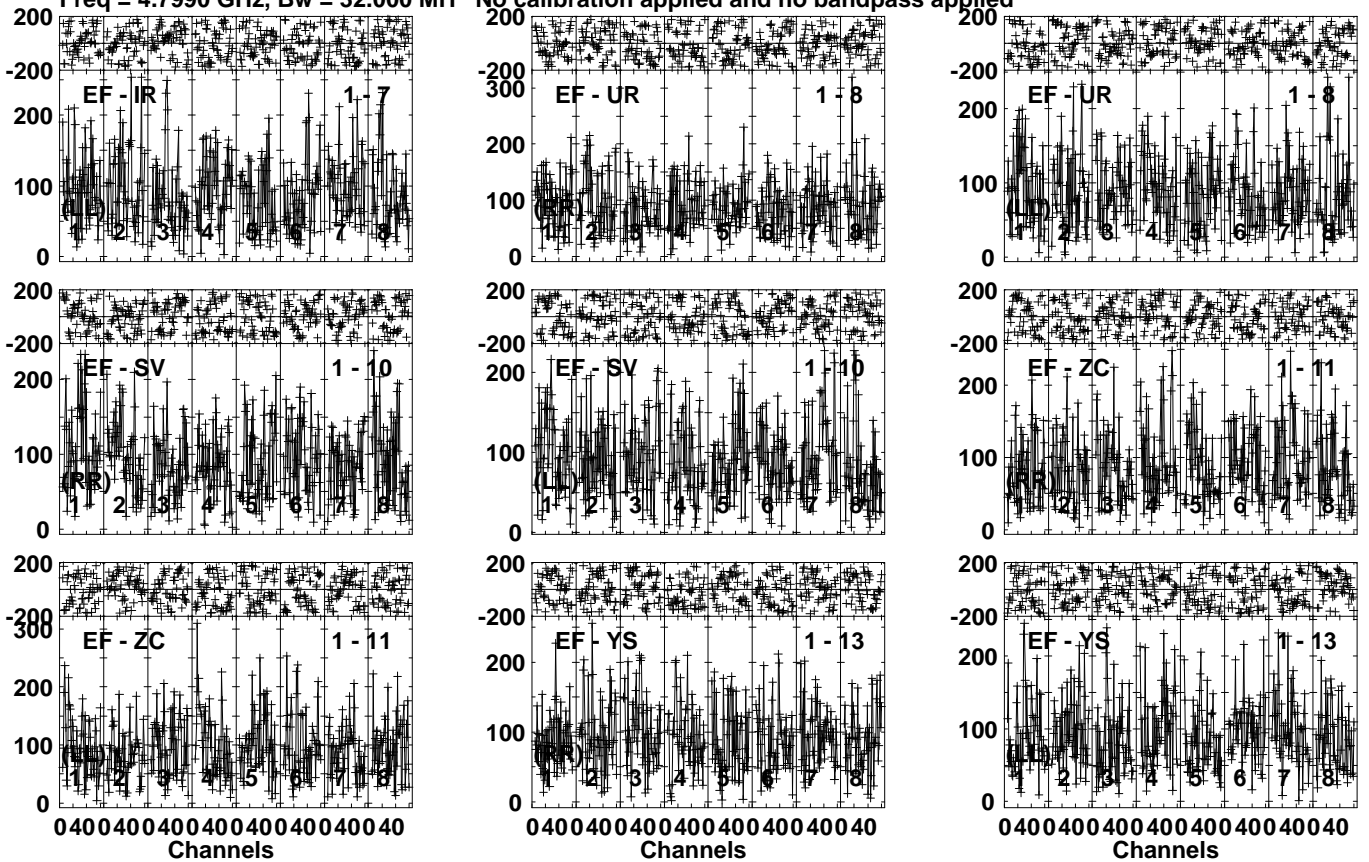 Freq = 4.7990 GHz, Bw = 32.000 MH No calibration applied and no bandpass applied
200 200 200
-200 -200 -200
EF - IR 1 - 7 EF - UR 1 - 8 EF - UR 1 - 8
300
200 200 200
100 100 100
(LL) (RR) (LL)
1 2 3 4 5 6 7 8 1 2 3 4 5 6 7 8 1 2 3 4 5 6 7 8
0 0 0
200 200 200
-200 -200 -200
EF - SV 1 - 10 EF - SV 1 - 10 EF - ZC 1 - 11
200 200 200
100 100 100
(RR) (LL) (RR)
1 2 3 4 5 6 7 8 1 2 3 4 5 6 7 8 1 2 3 4 5 6 7 8
0 0 0
200 200 200
-200 -200 -200
300
EF - ZC 1 - 11 EF - YS 1 - 13 EF - YS 1 - 13
200 200 200
100 100 100
(LL) (RR) (LL)
1 2 3 4 5 6 7 8 1 2 3 4 5 6 7 8 1 2 3 4 5 6 7 8
0 0 0
0 40 0 40 0 40 0 40 0 40 0 40 0 40 0 40 0 40 0 40 0 40 0 40 0 40 0 40 0 40 0 40 0 40 0 40 0 40 0 40 0 40 0 40 0 40 0 40
Channels Channels Channels